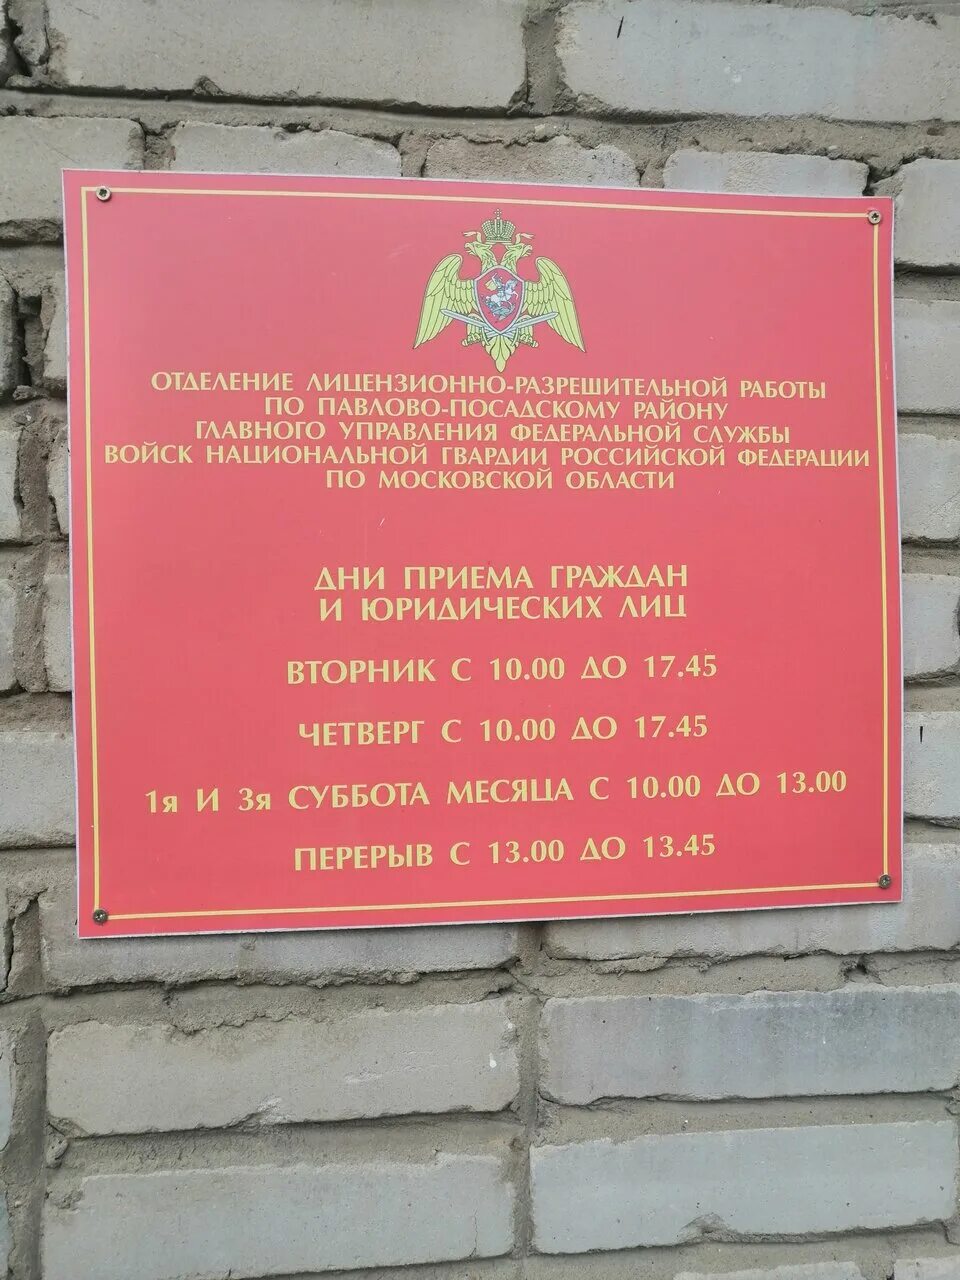 ОТДЕЛЕНИЕ ЛИЦЕНЗИОННО-РАЗРЕШИТЕЛЬНОЙ РАБОТЫ
ПО ПАВЛОВО-ПОСАДСКОМУ РАЙОНУ
ГЛАВНОГО УПРАВЛЕНИЯ ФЕДЕРАЛЬНОЙ СЛУЖБЫ
ВОЙСК НАЦИОНАЛЬНОЙ ГВАРДИИ РОССИЙСКОЙ ФЕДЕРАЦИИ
ПО МОСКОВСКОЙ ОБЛАСТИ
ДНИ ПРИЕМА ГРАЖДАН
И ЮРИДИЧЕСКИХ ЛИЦ
ВТОРНИК С 10.00 ДО 17.45
ЧЕТВЕРГ С 10.00 ДО 17.45
1я И 3я СУББОТА МЕСЯЦА С 10.00 ДО 13.00
ПЕРЕРЫВ С 13.00 ДО 13.45